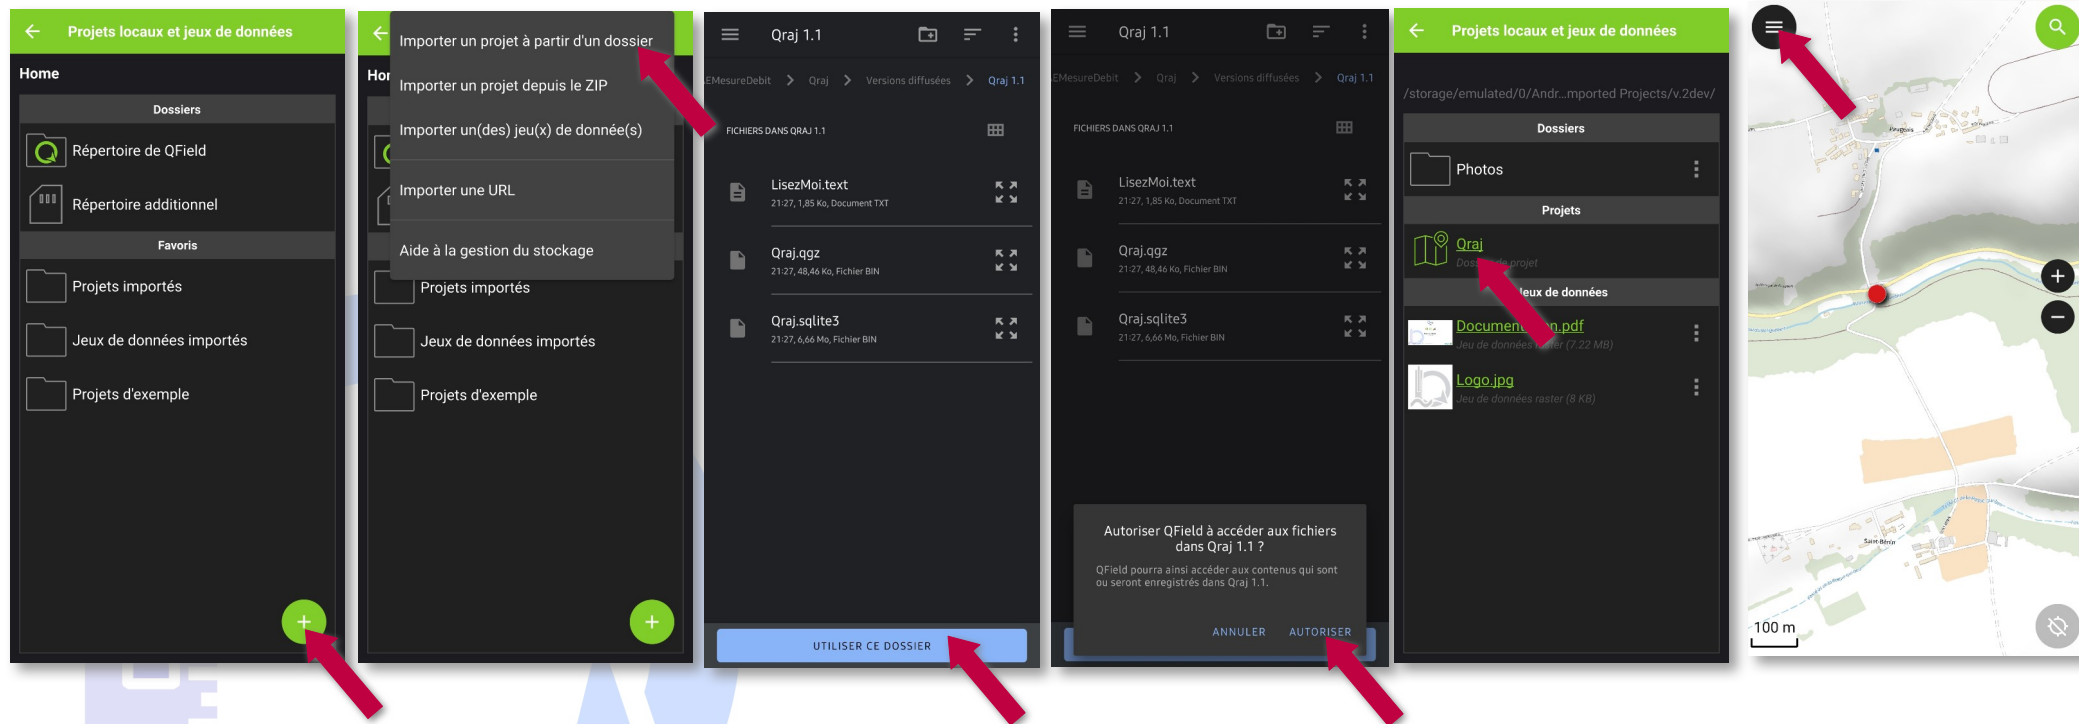 Projets locaux et jeux de données
Home
Dossiers
Répertoire de QField
Répertoire additionnel
Favoris
Projets importés
Jeux de données importés
Projets d'exemple
+
Importer un projet à partir d'un dossier
Importer un projet depuis le ZIP
Importer un(des) jeu(x) de donnée(s)
Importer une URL
Aide à la gestion du stockage
Projets importés
Jeux de données importés
Projets d'exemple
+
Qraj 1.1
EMesureDebit > Qraj > Versions diffusées > Qraj 1.1
FICHIERS DANS QRAJ 1.1
LisezMoi.text
21:27, 1,85 Ko, Document TXT
Qraj.qgz
21:27, 48,46 Ko, Fichier BIN
Qraj.sqlite3
21:27, 6,66 Mo, Fichier BIN
UTILISER CE DOSSIER
Qraj 1.1
EMesureDebit > Qraj > Versions diffusées > Qraj 1.1
FICHIERS DANS QRAJ 1.1
LisezMoi.text
21:27, 1,85 Ko, Document TXT
Qraj.qgz
21:27, 48,46 Ko, Fichier BIN
Qraj.sqlite3
21:27, 6,66 Mo, Fichier BIN
Autoriser QField à accéder aux fichiers
dans Qraj 1.1 ?
QField pourra ainsi accéder aux contenus qui sont
ou seront enregistrés dans Qraj 1.1.
ANNULER AUTORISER
Projets locaux et jeux de données
/storage/emulated/0/Andr...mported Projects/v.2dev/
Dossiers
Photos
Projets
Qraj
projet
Jeux de données
Jeu de données raster (7.22 MB)
Logo.jpg
Jeu de données raster (8 KB)
+
−
Saint-Bénin
100 m